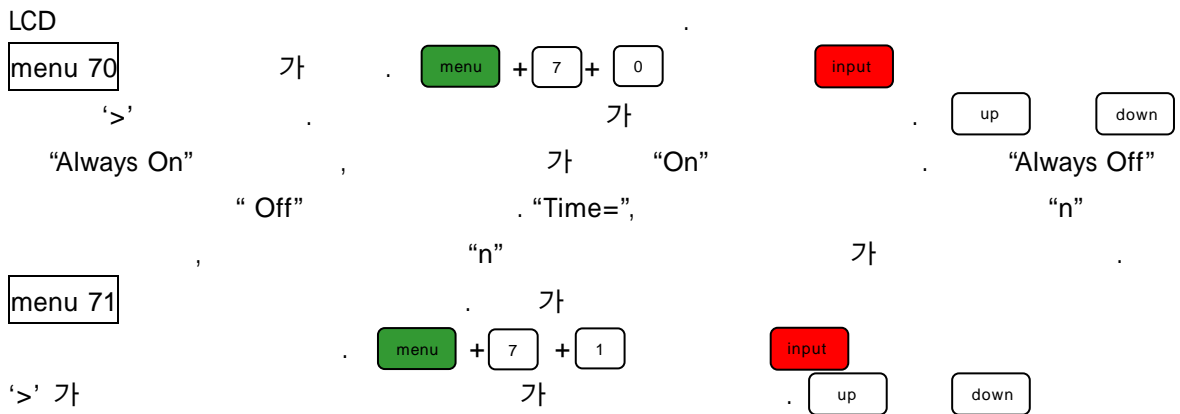 LCD .
menu 70 가 . menu + 7 + 0 input
‘>’ . 가 . up down
“Always On” , 가 “On” . “Always Off”
“ Off” . “Time=”, “n”
, “n” 가 .
menu 71 . 가
. menu + 7 + 1 input
‘>’ 가 가 . up down